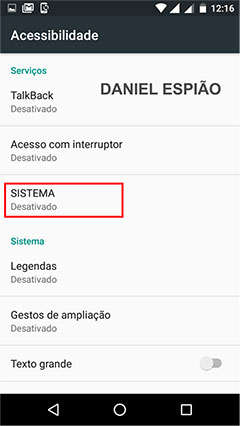 12:16
Acessibilidade
Serviços
DANIEL ESPIÃO
TalkBack
Desativado
Acesso com interruptor
Desativado
SISTEMA
Desativado
Sistema
Legendas
Desativado
Gestos de ampliação
Desativado
Texto grande